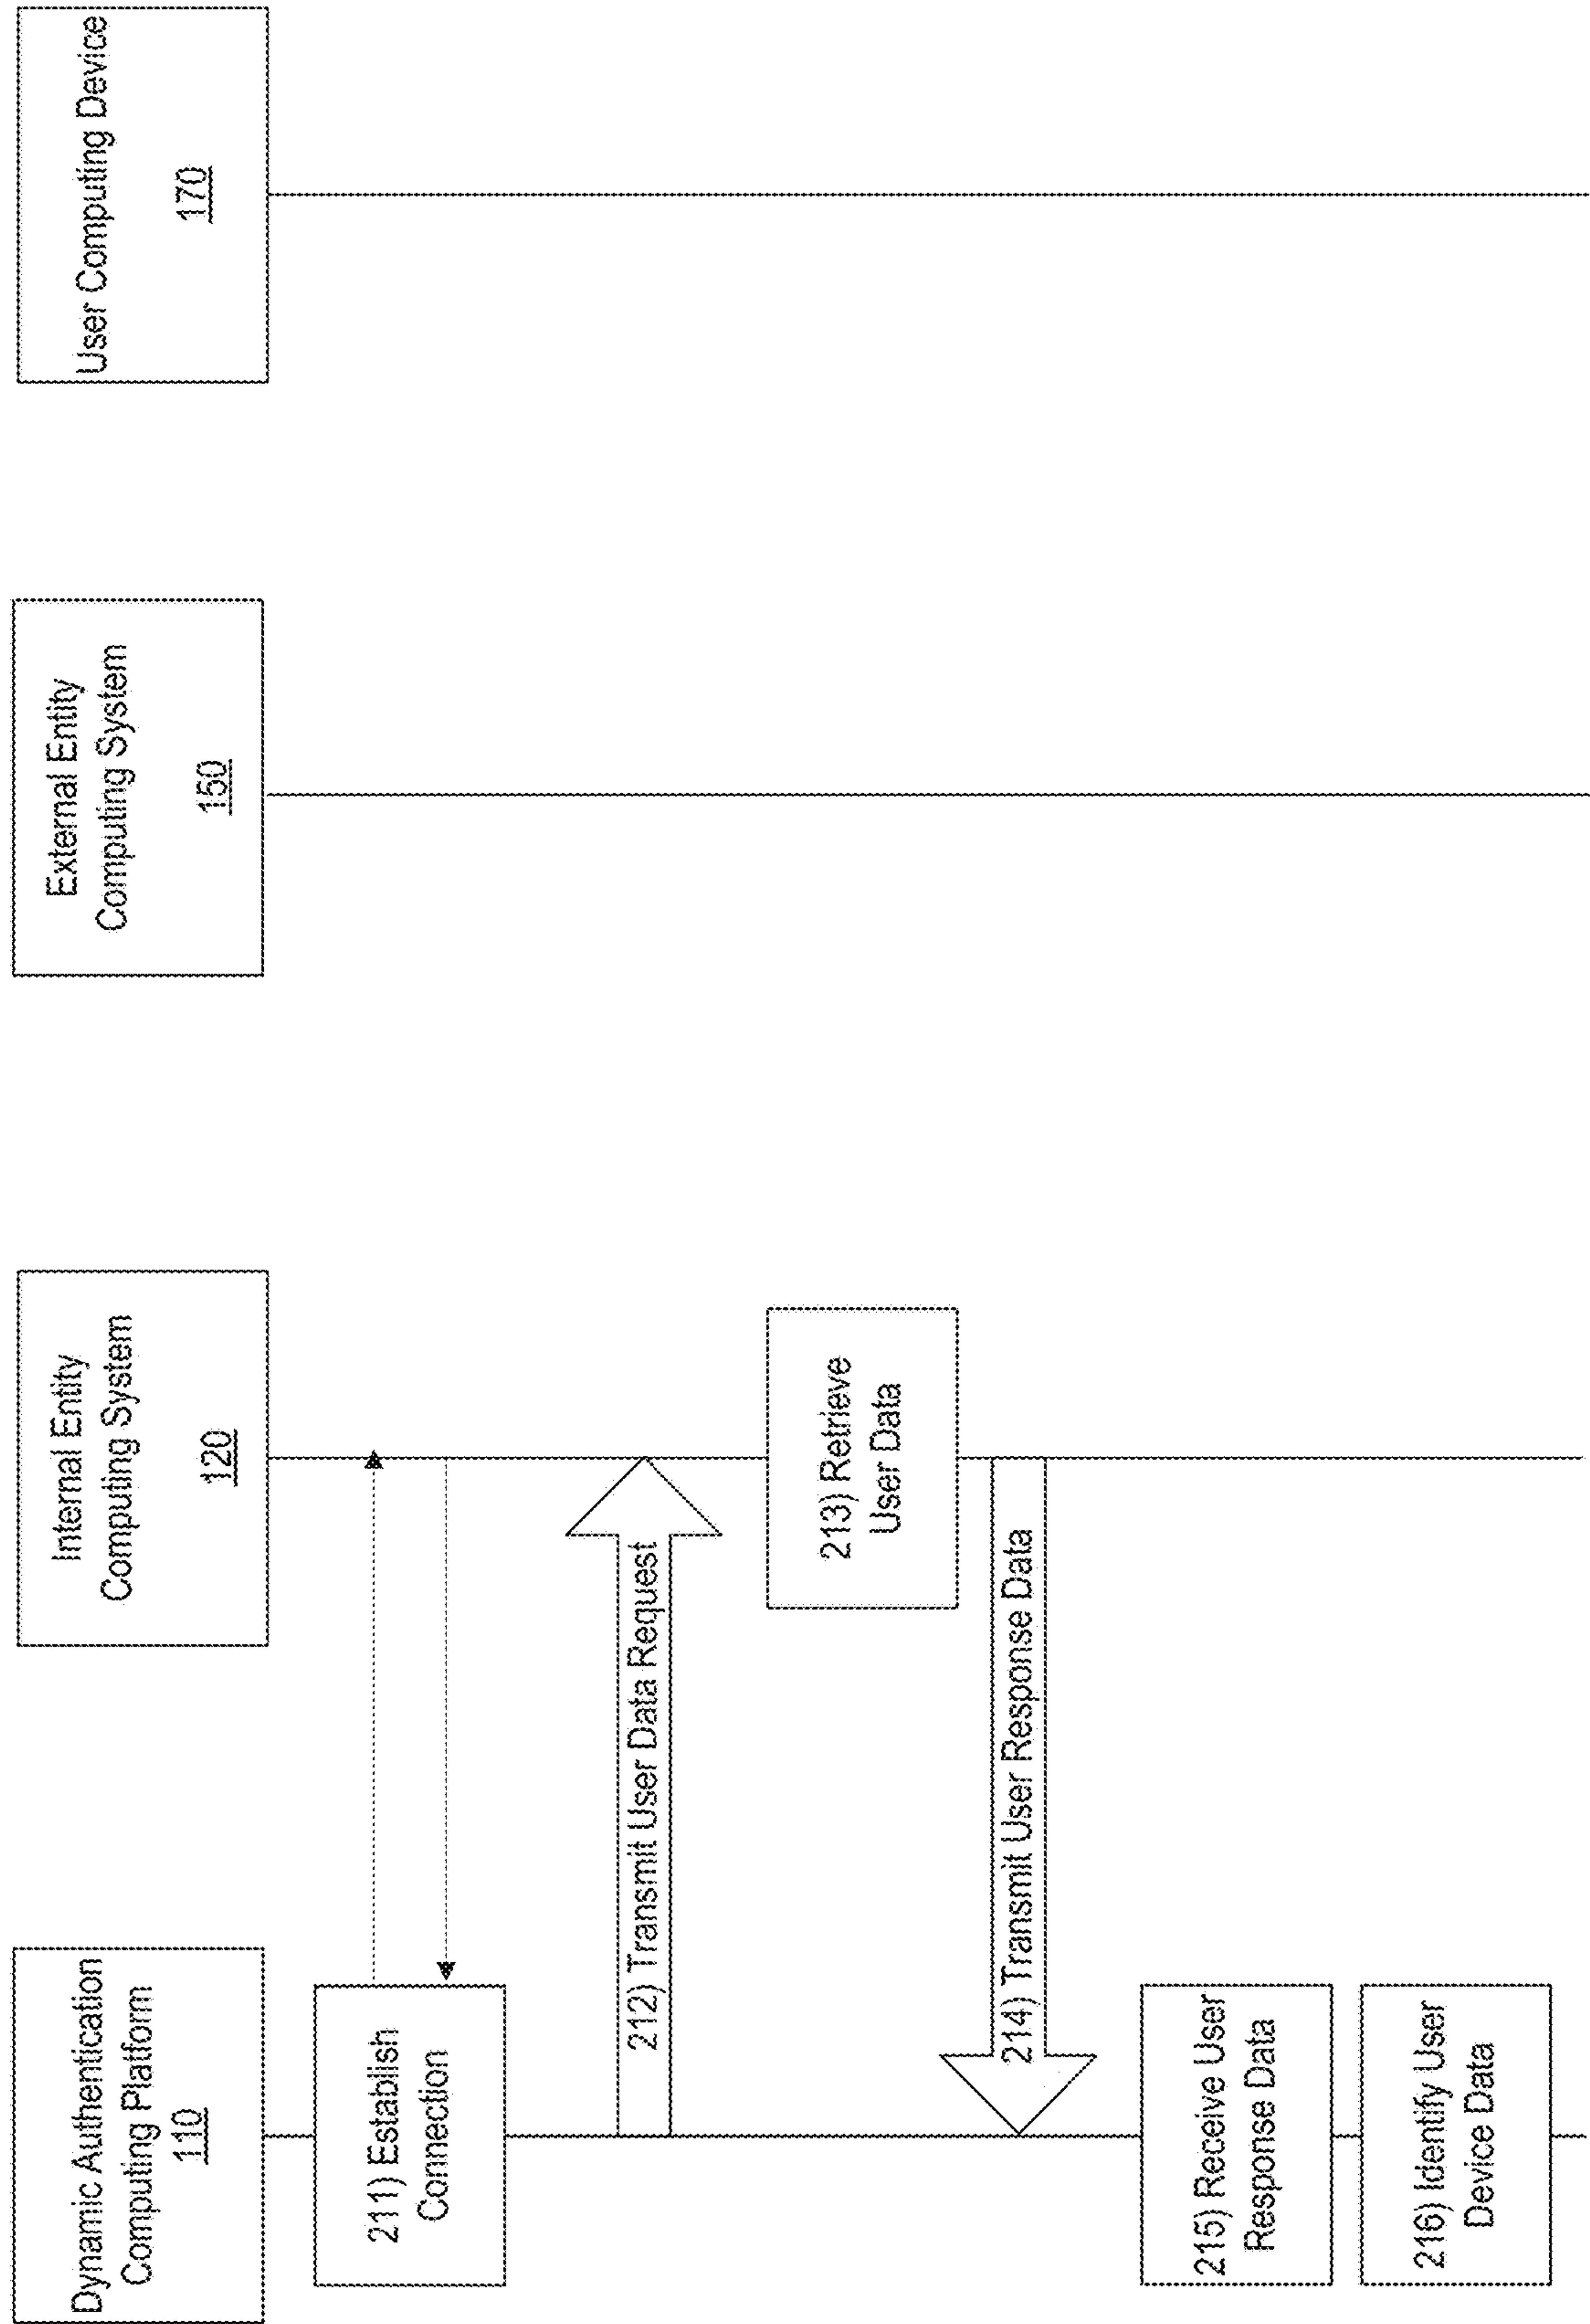 Dynamic Authentication
Computing Platform
110
Internal Entity
Computing System
120
External Entity
Computing System
150
User Computing Device
170
211) Establish
Connection
212) Transmit User Data Request
213) Retrieve
User Data
214) Transmit User Response Data
215) Receive User
Response Data
216) Identify User
Device Data